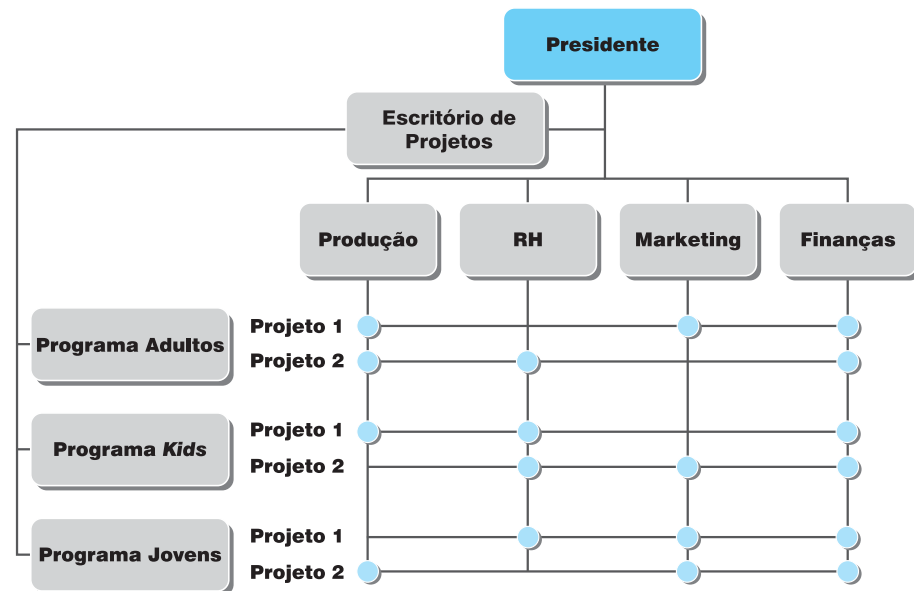 Presidente
Escritório de
Projetos
Produção
RH
Marketing
Finanças
Programa Adultos
Projeto 1
Projeto 2
Programa Kids
Projeto 1
Projeto 2
Programa Jovens
Projeto 1
Projeto 2